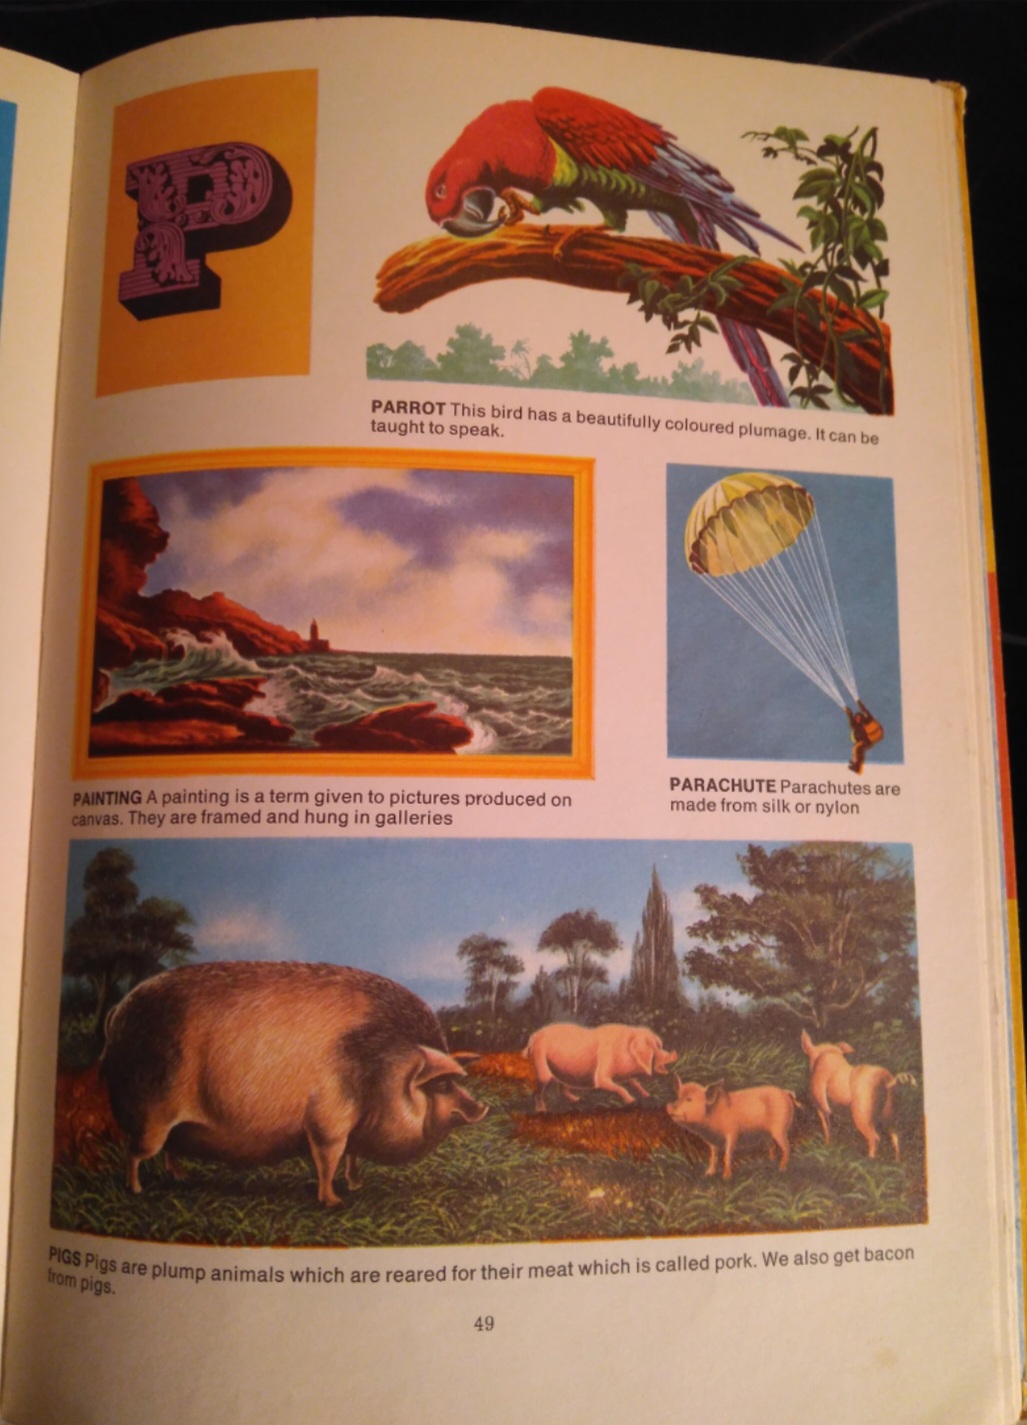 P
PARROT This bird has a beautifully coloured plumage. It can be
taught to speak.
PAINTING A painting is a term given to pictures produced on
canvas. They are framed and hung in galleries
PARACHUTE Parachutes are
made from silk or nylon
PIGS Pigs are plump animals which are reared for their meat which is called pork. We also get bacon
from pigs.
49